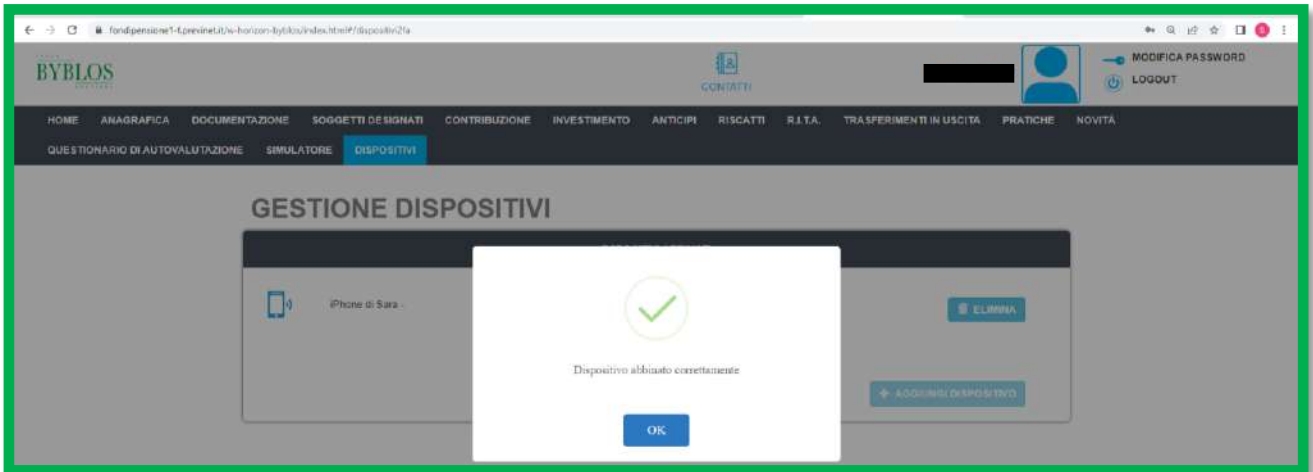 fondipensione1-f.previnet.it/w-horizon-byblos/index.html#/dispositivi2fa
BYBLOS
CONTATTI
MODIFICA PASSWORD
LOGOUT
HOME ANAGRAFICA DOCUMENTAZIONE SOGGETTI DESIGNATI CONTRIBUZIONE INVESTIMENTO ANTICIPI RISCATTI R.I.T.A. TRASFERIMENTI IN USCITA PRATICHE NOVITÀ
QUESTIONARIO DI AUTOVALUTAZIONE SIMULATORE DISPOSITIVI
GESTIONE DISPOSITIVI
iPhone di Sara -
ELIMINA
Dispositivo abbinato correttamente
+ AGGIUNGI DISPOSITIVO
OK